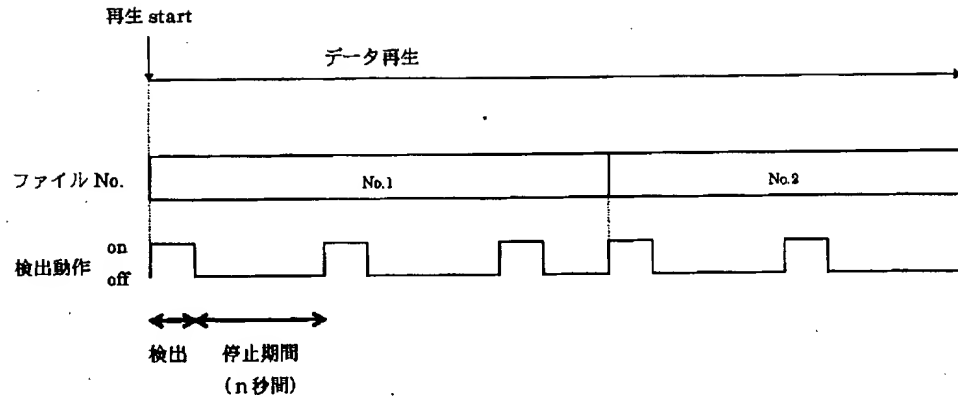 再生 start
データ再生
ファイル No.
No.1
No.2
on
検出動作
off
検出
停止期間
(n秒間)